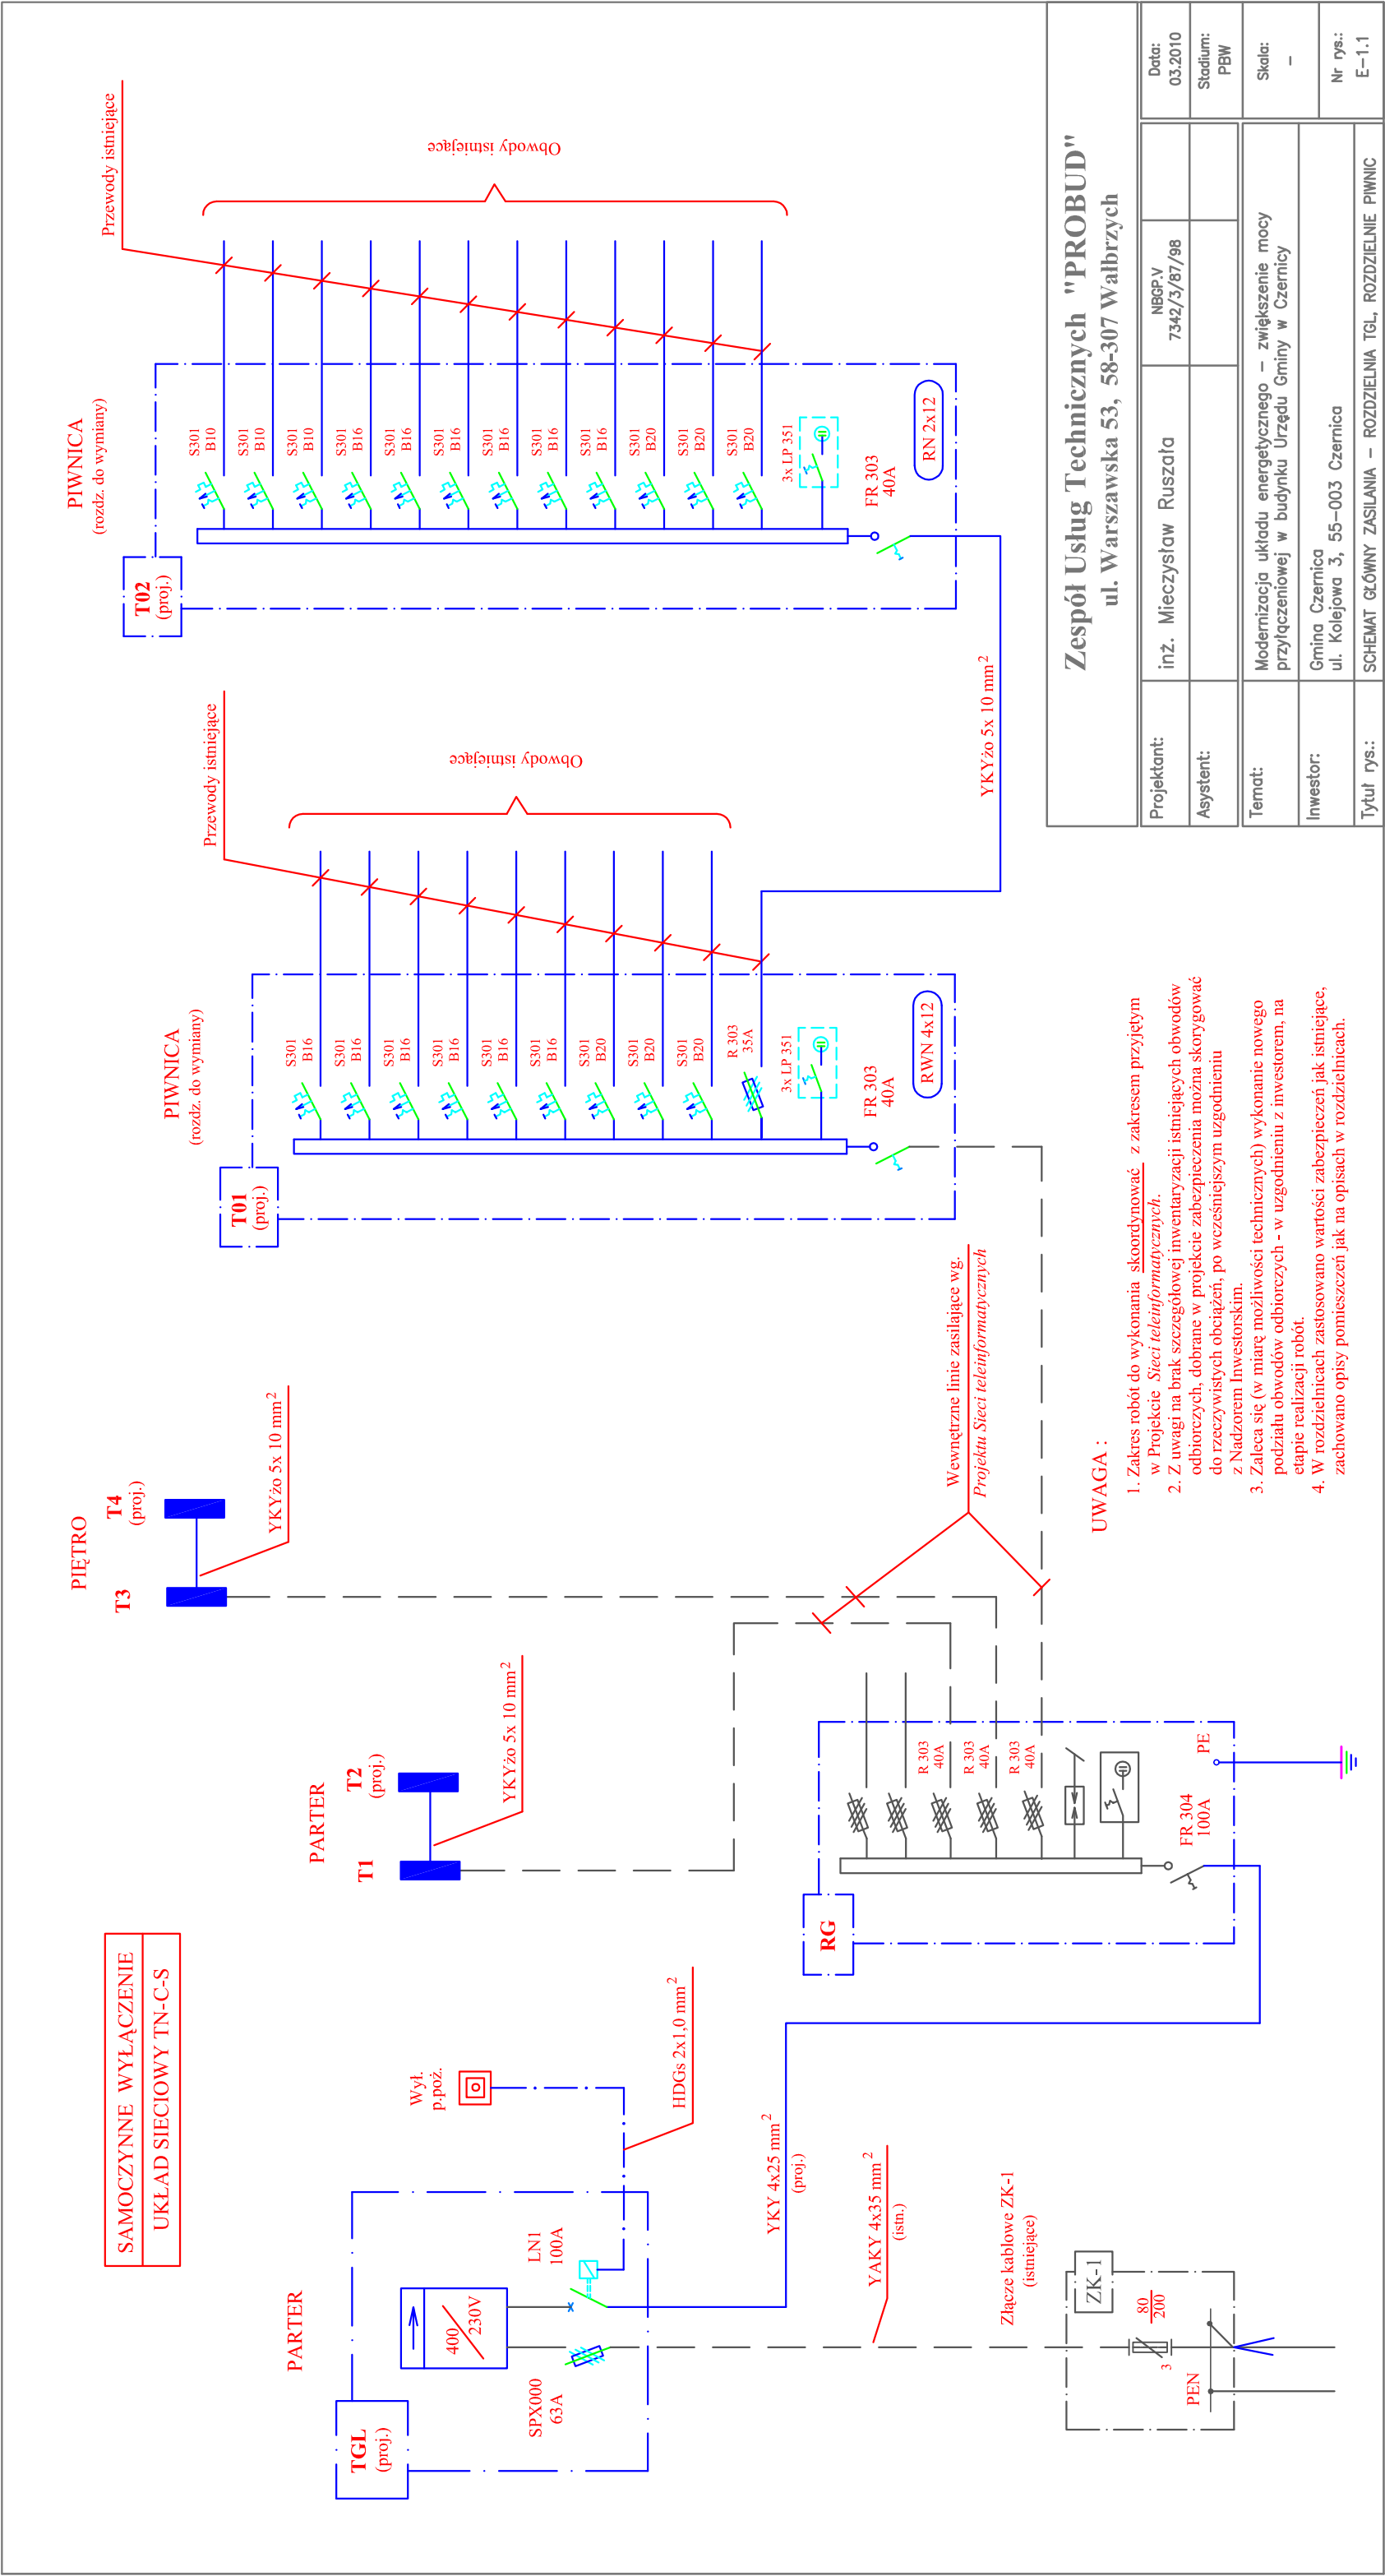 SAMOCZYNNE WYŁĄCZENIE
UKŁAD SIECIOWY TN-C-S
PARTER
TGL
(proj.)
400
230V
SPX000
63A
LN1
100A
Wył.
p.poż.
HDGs 2x1,0 mm2
YKY 4x25 mm2
(proj.)
YAKY 4x35 mm2
(istn.)
Złącze kablowe ZK-1
(istniejące)
ZK-1
80
200
3
PEN
PARTER
T1
T2
(proj.)
YKYżo 5x 10 mm2
PIĘTRO
T3
T4
(proj.)
YKYżo 5x 10 mm2
RG
R 303
40A
R 303
40A
R 303
40A
FR 304
100A
PE
Wewnętrzne linie zasilające wg.
Projektu Sieci teleinformatycznych
PIWNICA
(rozdz. do wymiany)
T01
(proj.)
S301
B16
S301
B16
S301
B16
S301
B16
S301
B16
S301
B16
S301
B20
S301
B20
S301
B20
R 303
35A
3x LP 351
FR 303
40A
RWN 4x12
Przewody istniejące
Obwody istniejące
YKYżo 5x 10 mm2
PIWNICA
(rozdz. do wymiany)
T02
(proj.)
S301
B10
S301
B10
S301
B10
S301
B16
S301
B16
S301
B16
S301
B16
S301
B16
S301
B16
S301
B20
S301
B20
S301
B20
3x LP 351
FR 303
40A
RN 2x12
Przewody istniejące
Obwody istniejące
UWAGA :
1. Zakres robót do wykonania skoordynować z zakresem przyjętym
w Projekcie Sieci teleinformatycznych.
2. Z uwagi na brak szczegółowej inwentaryzacji istniejących obwodów
odbiorczych, dobrane w projekcie zabezpieczenia można skorygować
do rzeczywistych obciążeń, po wcześniejszym uzgodnieniu
z Nadzorem Inwestorskim.
3. Zaleca się (w miarę możliwości technicznych) wykonanie nowego
podziału obwodów odbiorczych - w uzgodnieniu z inwestorem, na
etapie realizacji robót.
4. W rozdzielnicach zastosowano wartości zabezpieczeń jak istniejące,
zachowano opisy pomieszczeń jak na opisach w rozdzielnicach.
Zespół Usług Technicznych "PROBUD"
ul. Warszawska 53, 58-307 Wałbrzych
Projektant:
inż. Mieczysław Ruszała
NBGP.V
7342/3/87/98
Data:
03.2010
Asystent:
Stadium:
PBW
Temat:
Modernizacja układu energetycznego – zwiększenie mocy
przyłączeniowej w budynku Urzędu Gminy w Czernicy
Skala:
–
Inwestor:
Gmina Czernica
ul. Kolejowa 3, 55-003 Czernica
Nr rys.:
E-1.1
Tytuł rys.:
SCHEMAT GŁÓWNY ZASILANIA – ROZDZIELNIA TGL, ROZDZIELNIE PIWNIC